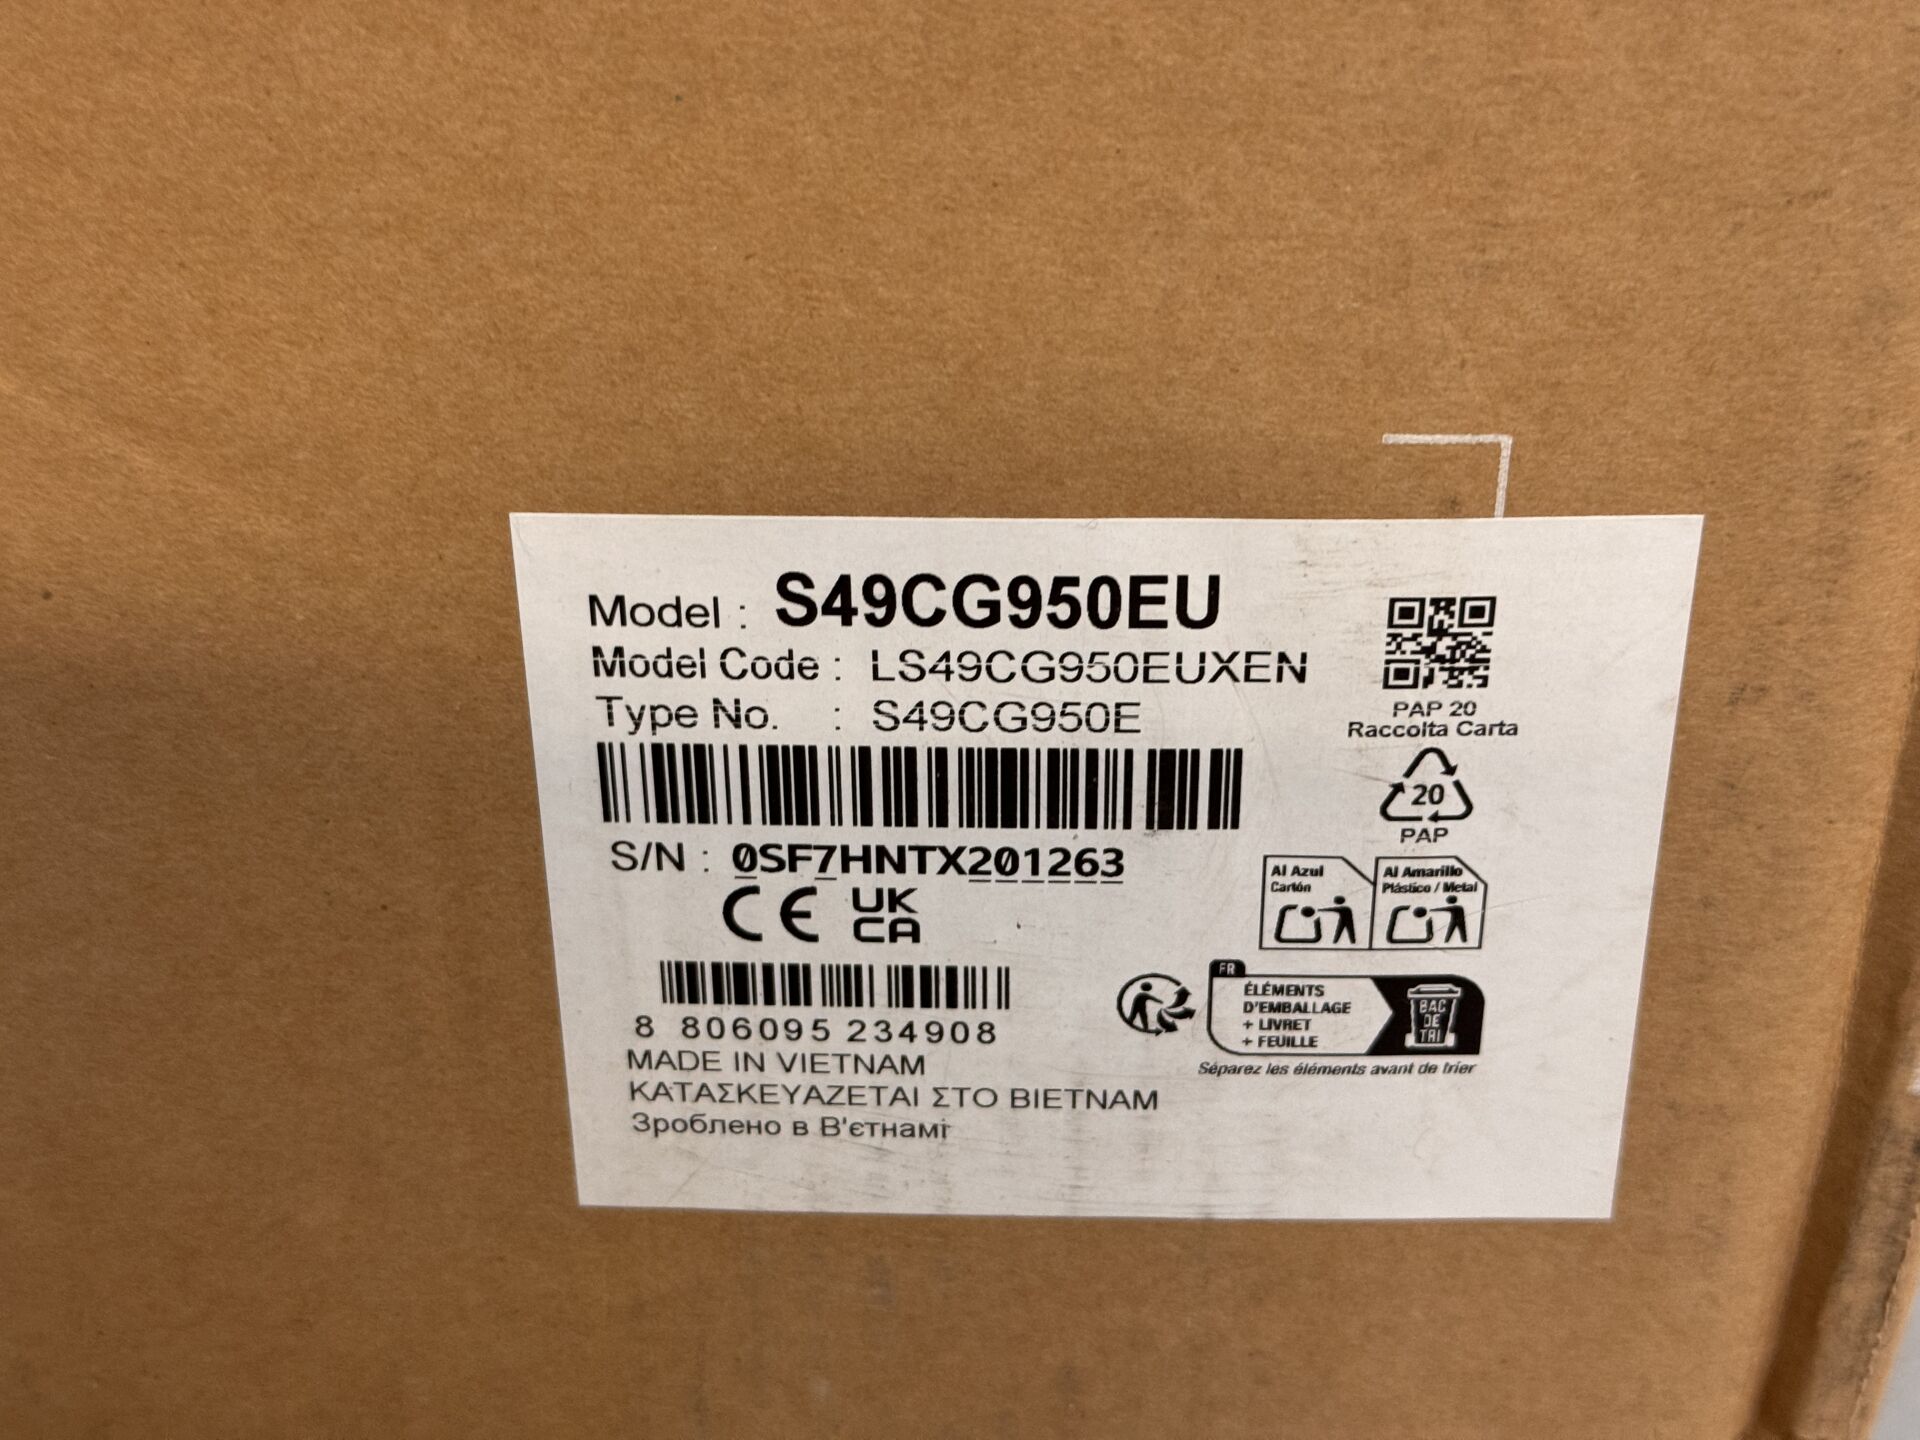 Model : S49CG950EU
Model Code : LS49CG950EUXEN
Type No. : S49CG950E
S/N : 0SF7HNTX201263
CE UK
CA
8 806095 234908
MADE IN VIETNAM
ΚΑΤΑΣΚΕΥΑΖΕΤΑΙ ΣΤΟ ΒΙΕΤΝΑΜ
Зроблено в В'єтнамі
PAP 20
Raccolta Carta
20
PAP
Al Azul
Cartón
Al Amarillo
Plástico / Metal
FR
ÉLÉMENTS
D'EMBALLAGE
+ LIVRET
+ FEUILLE
BAC
DE
TRI
Séparez les éléments avant de trier